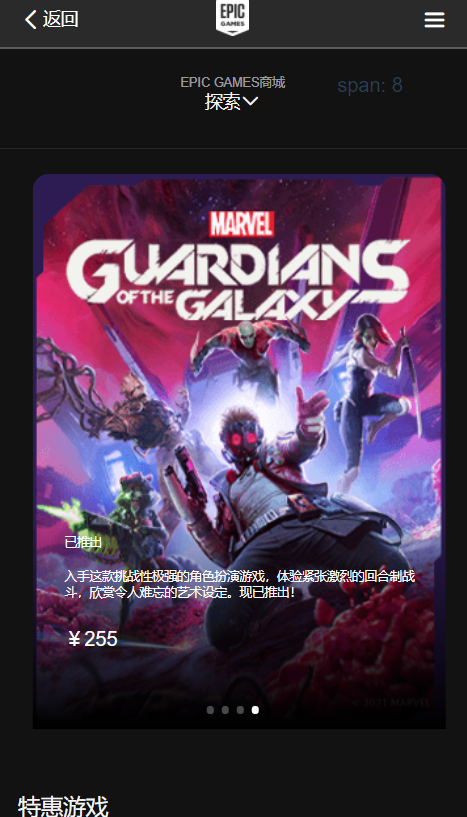 返回
EPIC
GAMES
EPIC GAMES商城
span: 8
探索
MARVEL
GUARDIANS
OF THE GALAXY
已推出
入手这款挑战性极强的角色扮演游戏，体验紧张激烈的回合制战
斗，欣赏令人难忘的艺术设定。现已推出！
￥255
© 2021 MARVEL
特惠游戏